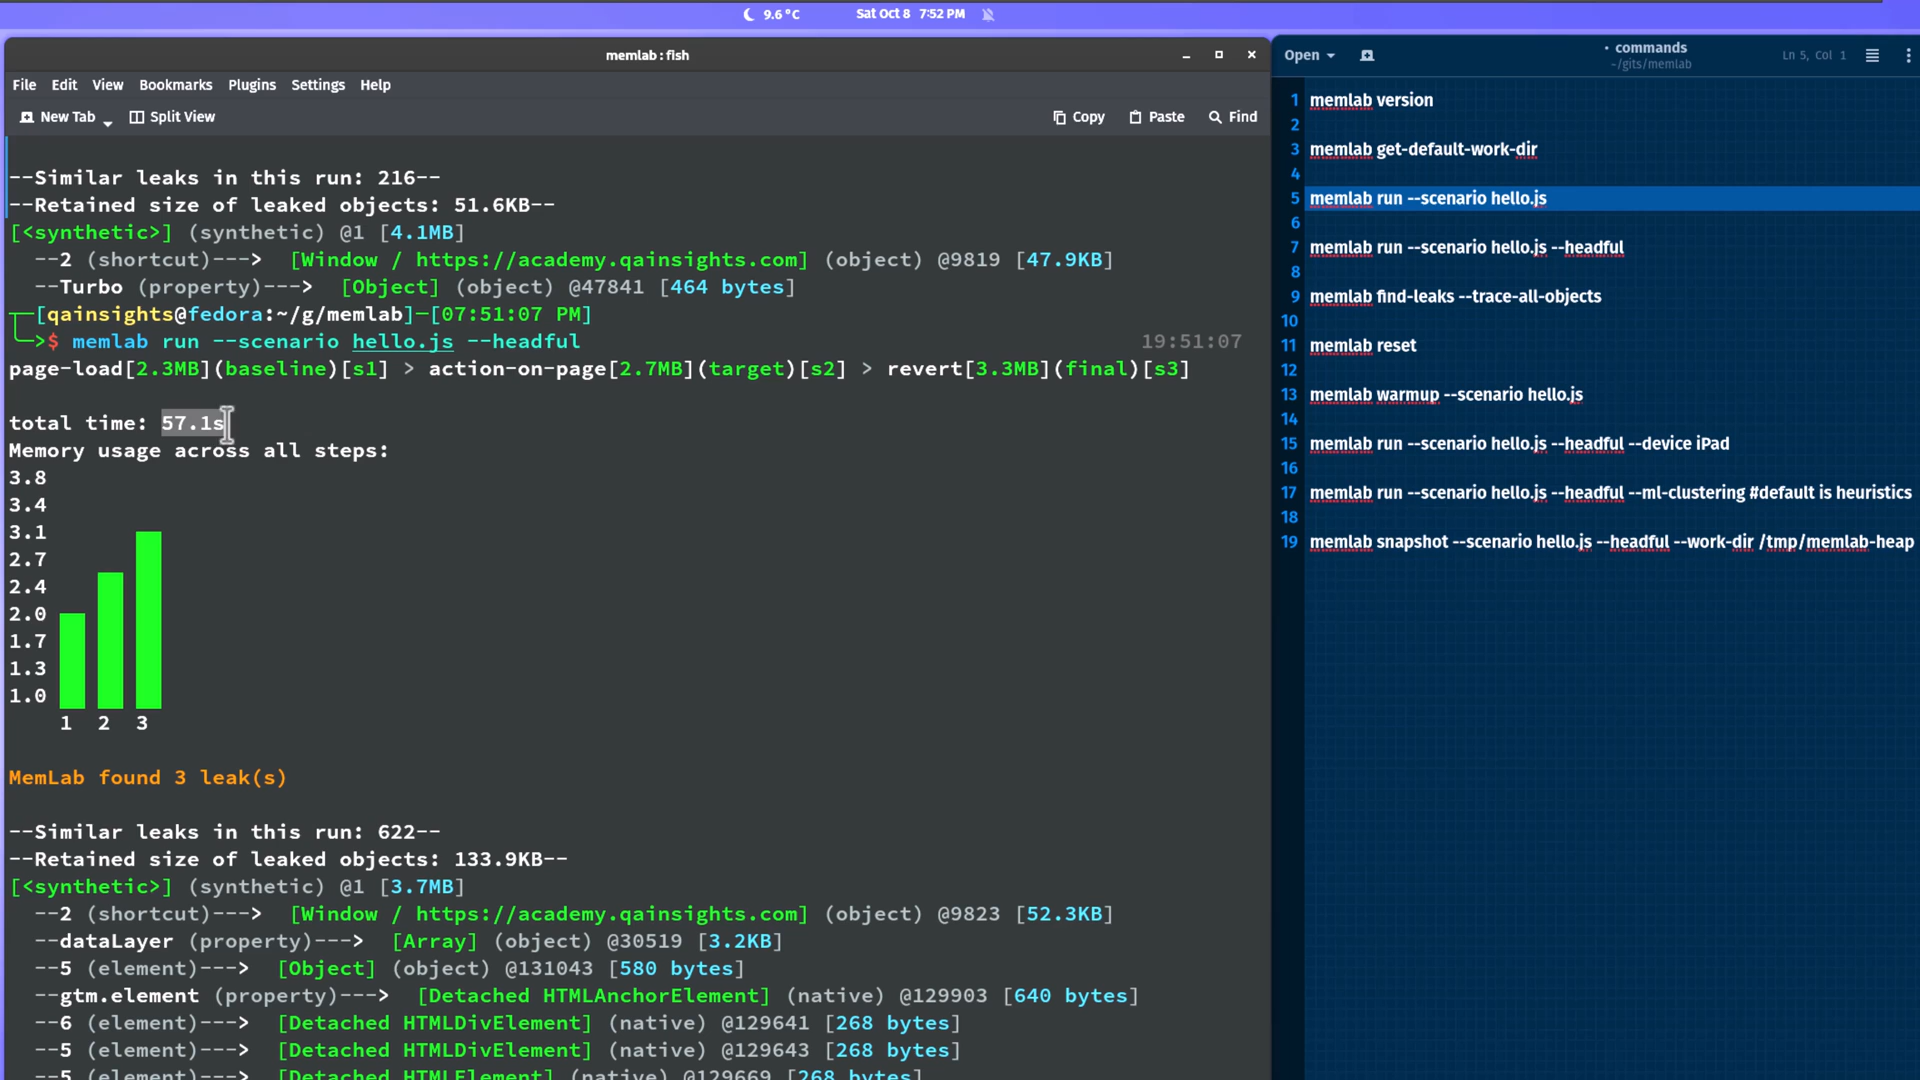 9.6°C
Sat Oct 8 7:52 PM
memlab : fish
File Edit View Bookmarks Plugins Settings Help
New Tab Split View Copy Paste Find
--Similar leaks in this run: 216--
--Retained size of leaked objects: 51.6KB--
[<synthetic>] (synthetic) @1 [4.1MB]
--2 (shortcut)---> [Window / https://academy.qainsights.com] (object) @9819 [47.9KB]
--Turbo (property)---> [Object] (object) @47841 [464 bytes]
[qainsights@fedora:~/g/memlab]─[07:51:07 PM]
╰─>$ memlab run --scenario hello.js --headful 19:51:07
page-load[2.3MB](baseline)[s1] > action-on-page[2.7MB](target)[s2] > revert[3.3MB](final)[s3]
total time: 57.1s
Memory usage across all steps:
3.8
3.4
3.1
2.7
2.4
2.0
1.7
1.3
1.0
1 2 3
MemLab found 3 leak(s)
--Similar leaks in this run: 622--
--Retained size of leaked objects: 133.9KB--
[<synthetic>] (synthetic) @1 [3.7MB]
--2 (shortcut)---> [Window / https://academy.qainsights.com] (object) @9823 [52.3KB]
--dataLayer (property)---> [Array] (object) @30519 [3.2KB]
--5 (element)---> [Object] (object) @131043 [580 bytes]
--gtm.element (property)---> [Detached HTMLAnchorElement] (native) @129903 [640 bytes]
--6 (element)---> [Detached HTMLDivElement] (native) @129641 [268 bytes]
--5 (element)---> [Detached HTMLDivElement] (native) @129643 [268 bytes]
--5 (element)---> [Detached HTMLElement] (native) @129669 [268 bytes]
Open • commands Ln 5, Col 1
~/gits/memlab
1 memlab version
2
3 memlab get-default-work-dir
4
5 memlab run --scenario hello.js
6
7 memlab run --scenario hello.js --headful
8
9 memlab find-leaks --trace-all-objects
10
11 memlab reset
12
13 memlab warmup --scenario hello.js
14
15 memlab run --scenario hello.js --headful --device iPad
16
17 memlab run --scenario hello.js --headful --ml-clustering #default is heuristics
18
19 memlab snapshot --scenario hello.js --headful --work-dir /tmp/memlab-heap